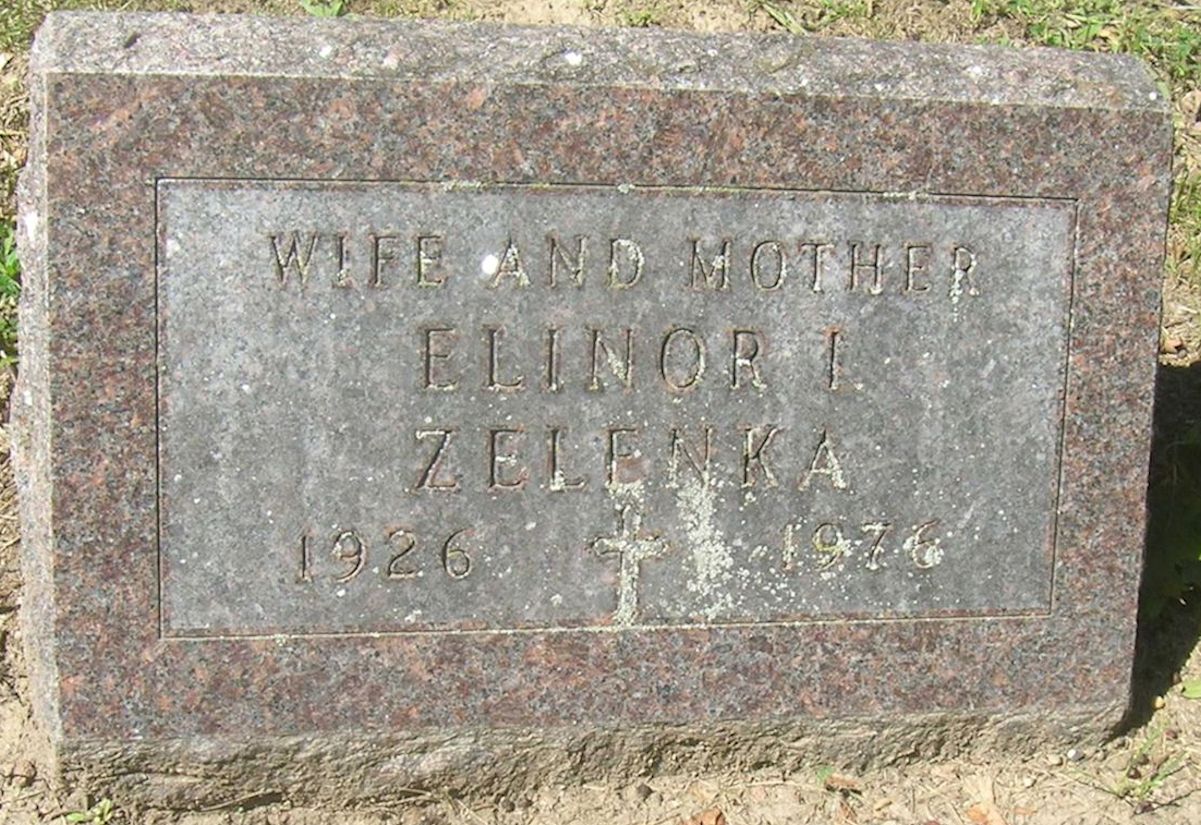 WIFE AND MOTHER
ELINOR I.
ZELENKA
1926 1976